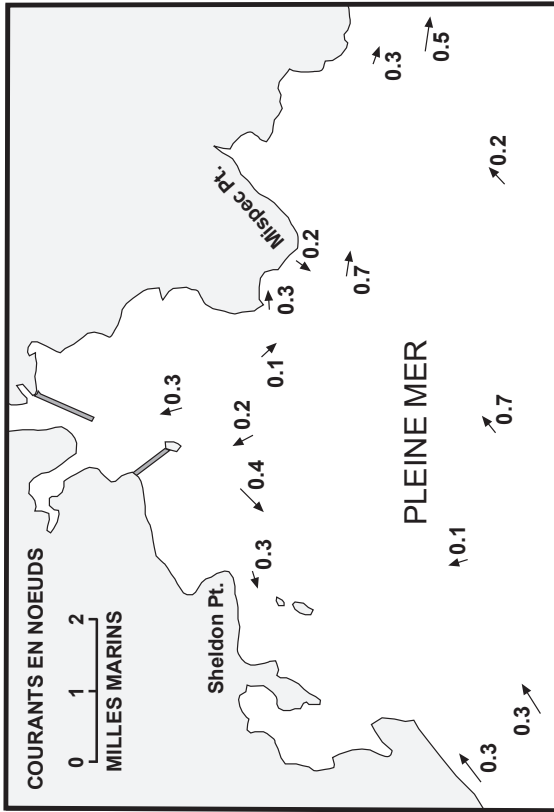 COURANTS EN NOEUDS
0 1 2
MILLES MARINS
0.3
Sheldon Pt.
Mispec Pt.
0.2
0.4
0.3
0.1
0.3
0.2
0.7
0.3
PLEINE MER
0.5
0.1
0.3
0.2
0.7
0.3